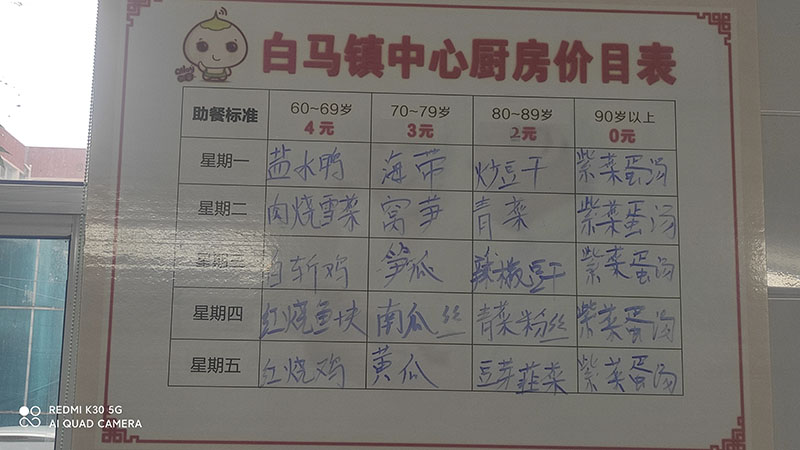 白马镇中心厨房价目表
助餐标准 60~69岁 4元 70~79岁 3元 80~89岁 2元 90岁以上 0元
星期一 盐水鸭 海带 炒豆干 紫菜蛋汤
星期二 肉烧雪菜 窝笋 青菜 紫菜蛋汤
星期三 白斩鸡 笋瓜 辣椒豆干 紫菜蛋汤
星期四 红烧鱼块 南瓜丝 青菜粉丝 紫菜蛋汤
星期五 红烧鸡 黄瓜 豆芽韭菜 紫菜蛋汤
REDMI K30 5G
AI QUAD CAMERA